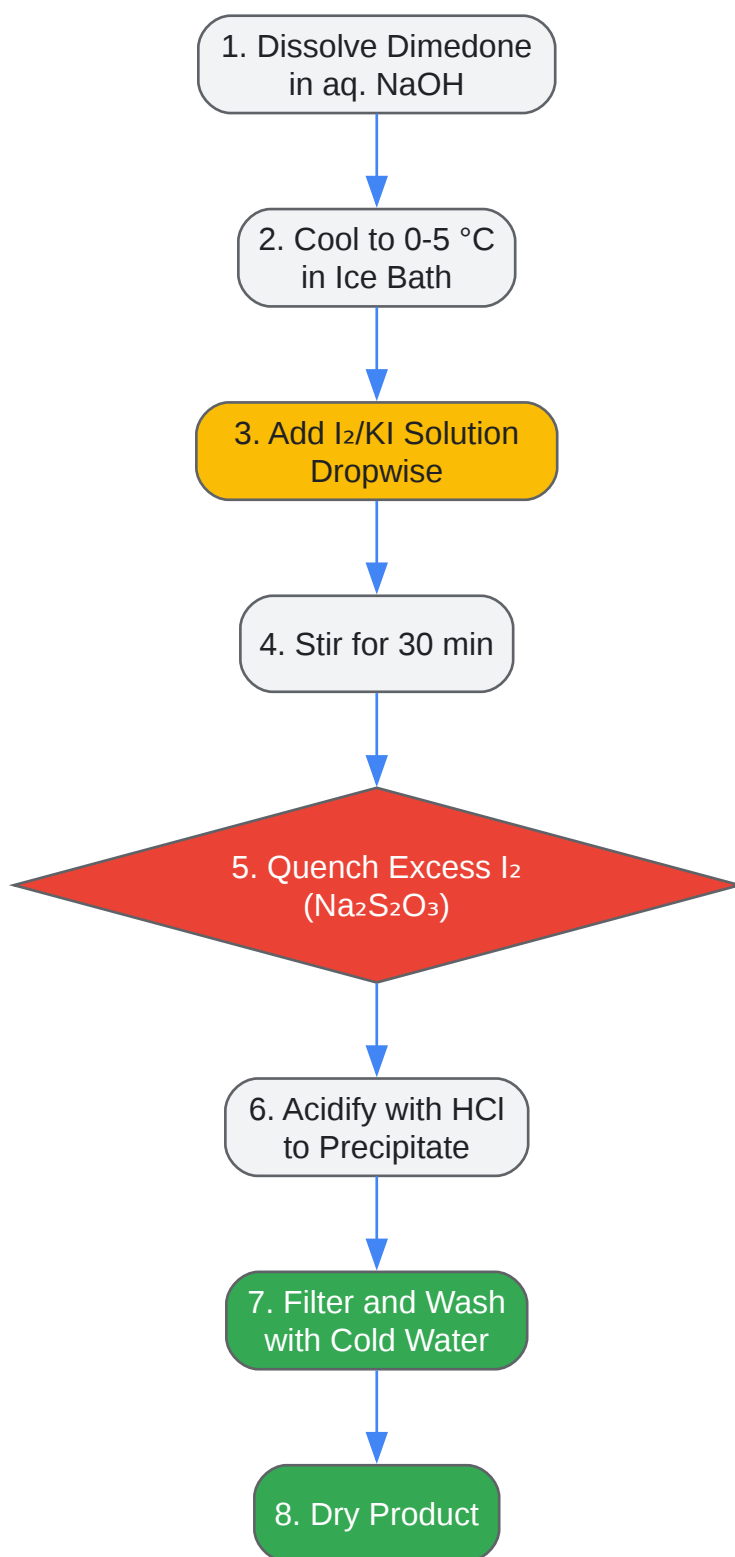 1. Dissolve Dimedone
in aq. NaOH
2. Cool to 0-5 °C
in Ice Bath
3. Add I₂/KI Solution
Dropwise
4. Stir for 30 min
5. Quench Excess I₂
(Na₂S₂O₃)
6. Acidify with HCl
to Precipitate
7. Filter and Wash
with Cold Water
8. Dry Product